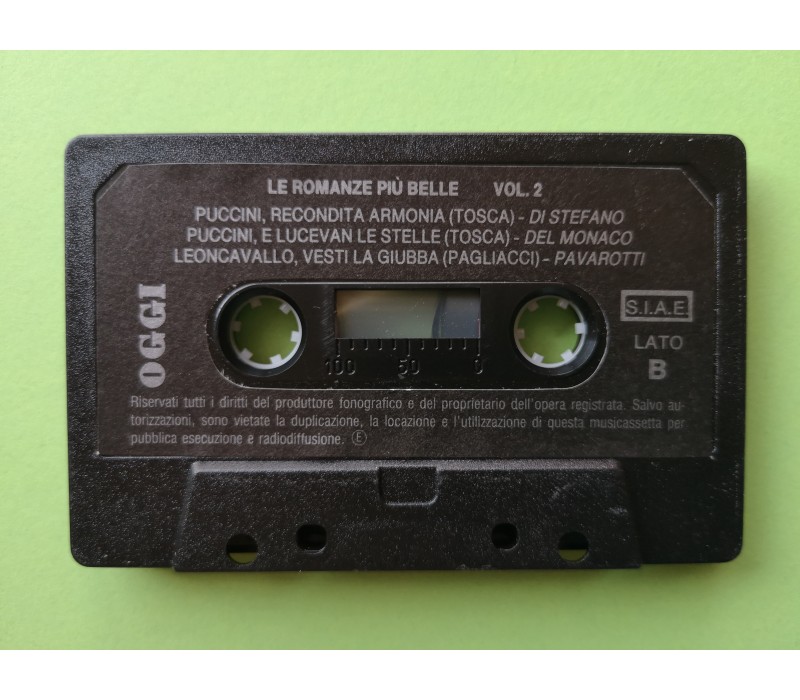 LE ROMANZE PIÙ BELLE VOL. 2
PUCCINI, RECONDITA ARMONIA (TOSCA) - DI STEFANO
PUCCINI, E LUCEVAN LE STELLE (TOSCA) - DEL MONACO
LEONCAVALLO, VESTI LA GIUBBA (PAGLIACCI) - PAVAROTTI
OGGI
100 50 0
S.I.A.E.
LATO
B
Riservati tutti i diritti del produttore fonografico e del proprietario dell'opera registrata. Salvo au-
torizzazioni, sono vietate la duplicazione, la locazione e l'utilizzazione di questa musicassetta per
pubblica esecuzione e radiodiffusione. Ⓔ